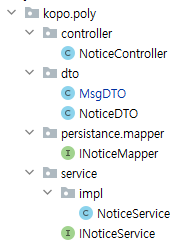 kopo.poly
controller
C NoticeController
dto
C MsgDTO
C NoticeDTO
persistance.mapper
I INoticeMapper
service
impl
C NoticeService
I INoticeService